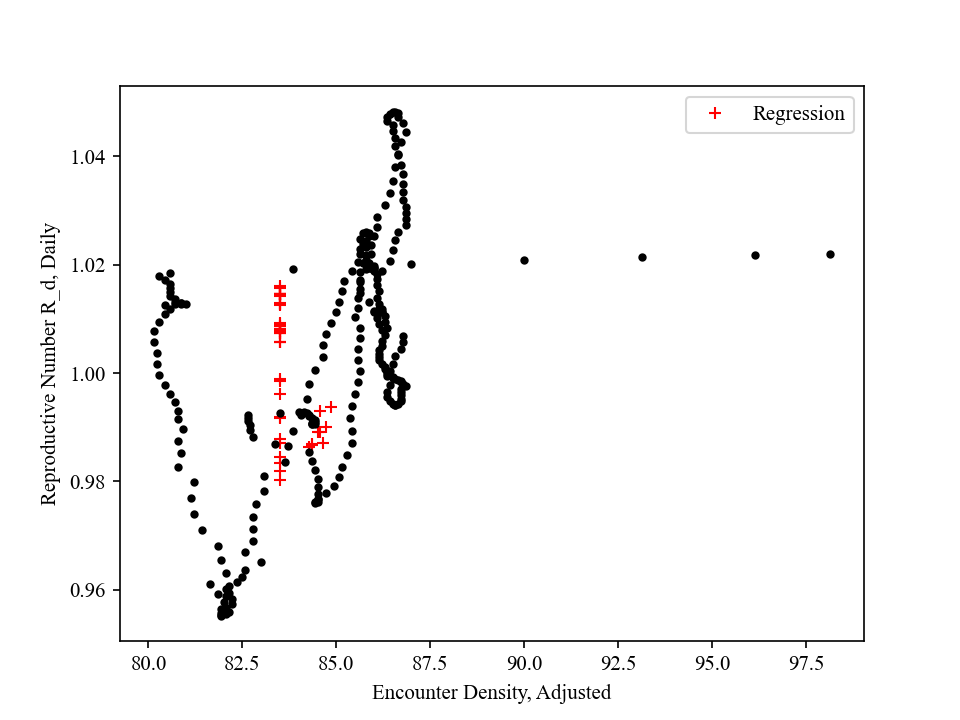 Regression
1.04
1.02
1.00
0.98
0.96
Reproductive Number R_d, Daily
80.0 82.5 85.0 87.5 90.0 92.5 95.0 97.5
Encounter Density, Adjusted